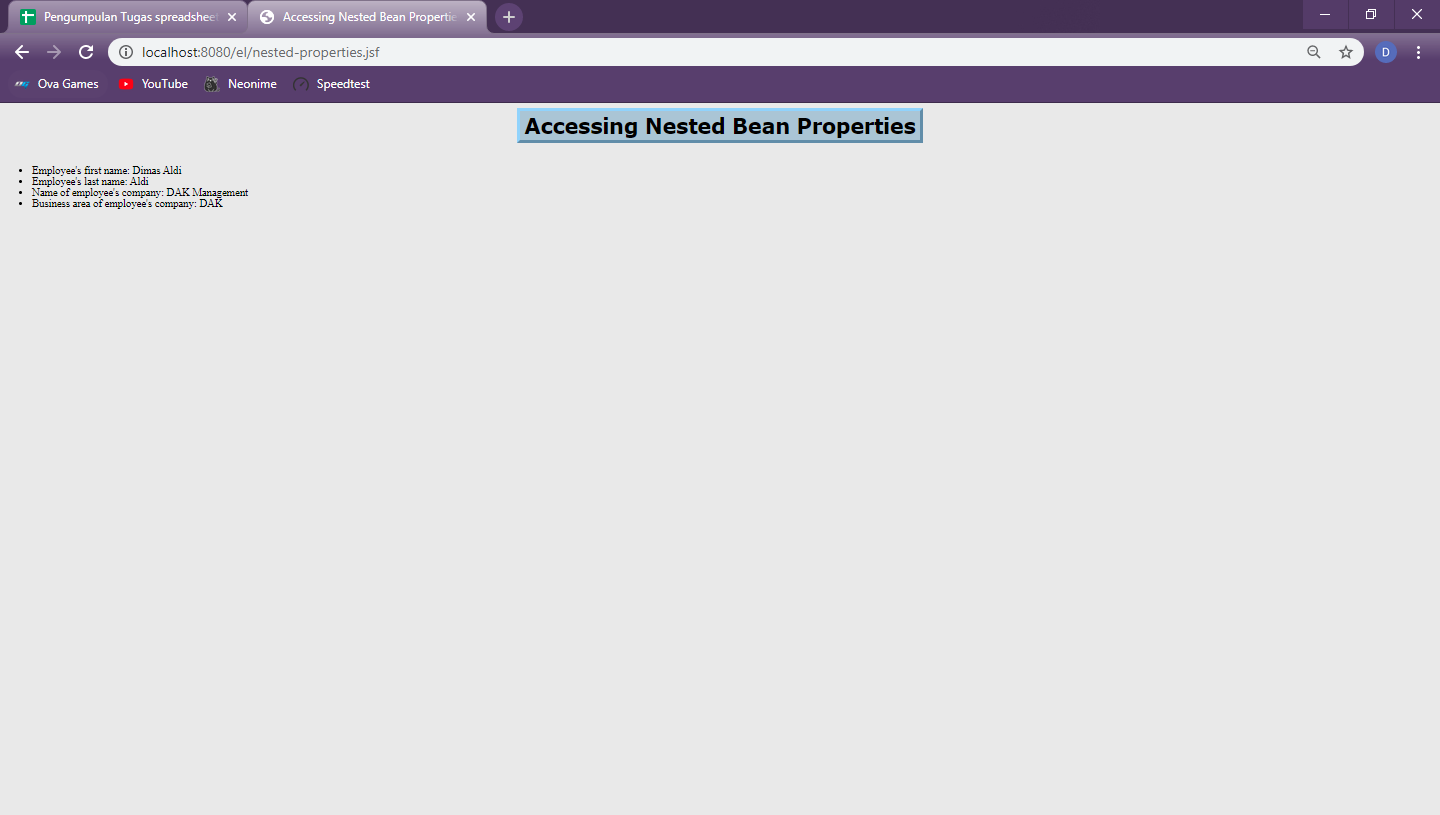 Pengumpulan Tugas spreadsheet
Accessing Nested Bean Propertie
localhost:8080/el/nested-properties.jsf
D
Ova Games
YouTube
Neonime
Speedtest
Accessing Nested Bean Properties
• Employee's first name: Dimas Aldi
• Employee's last name: Aldi
• Name of employee's company: DAK Management
• Business area of employee's company: DAK